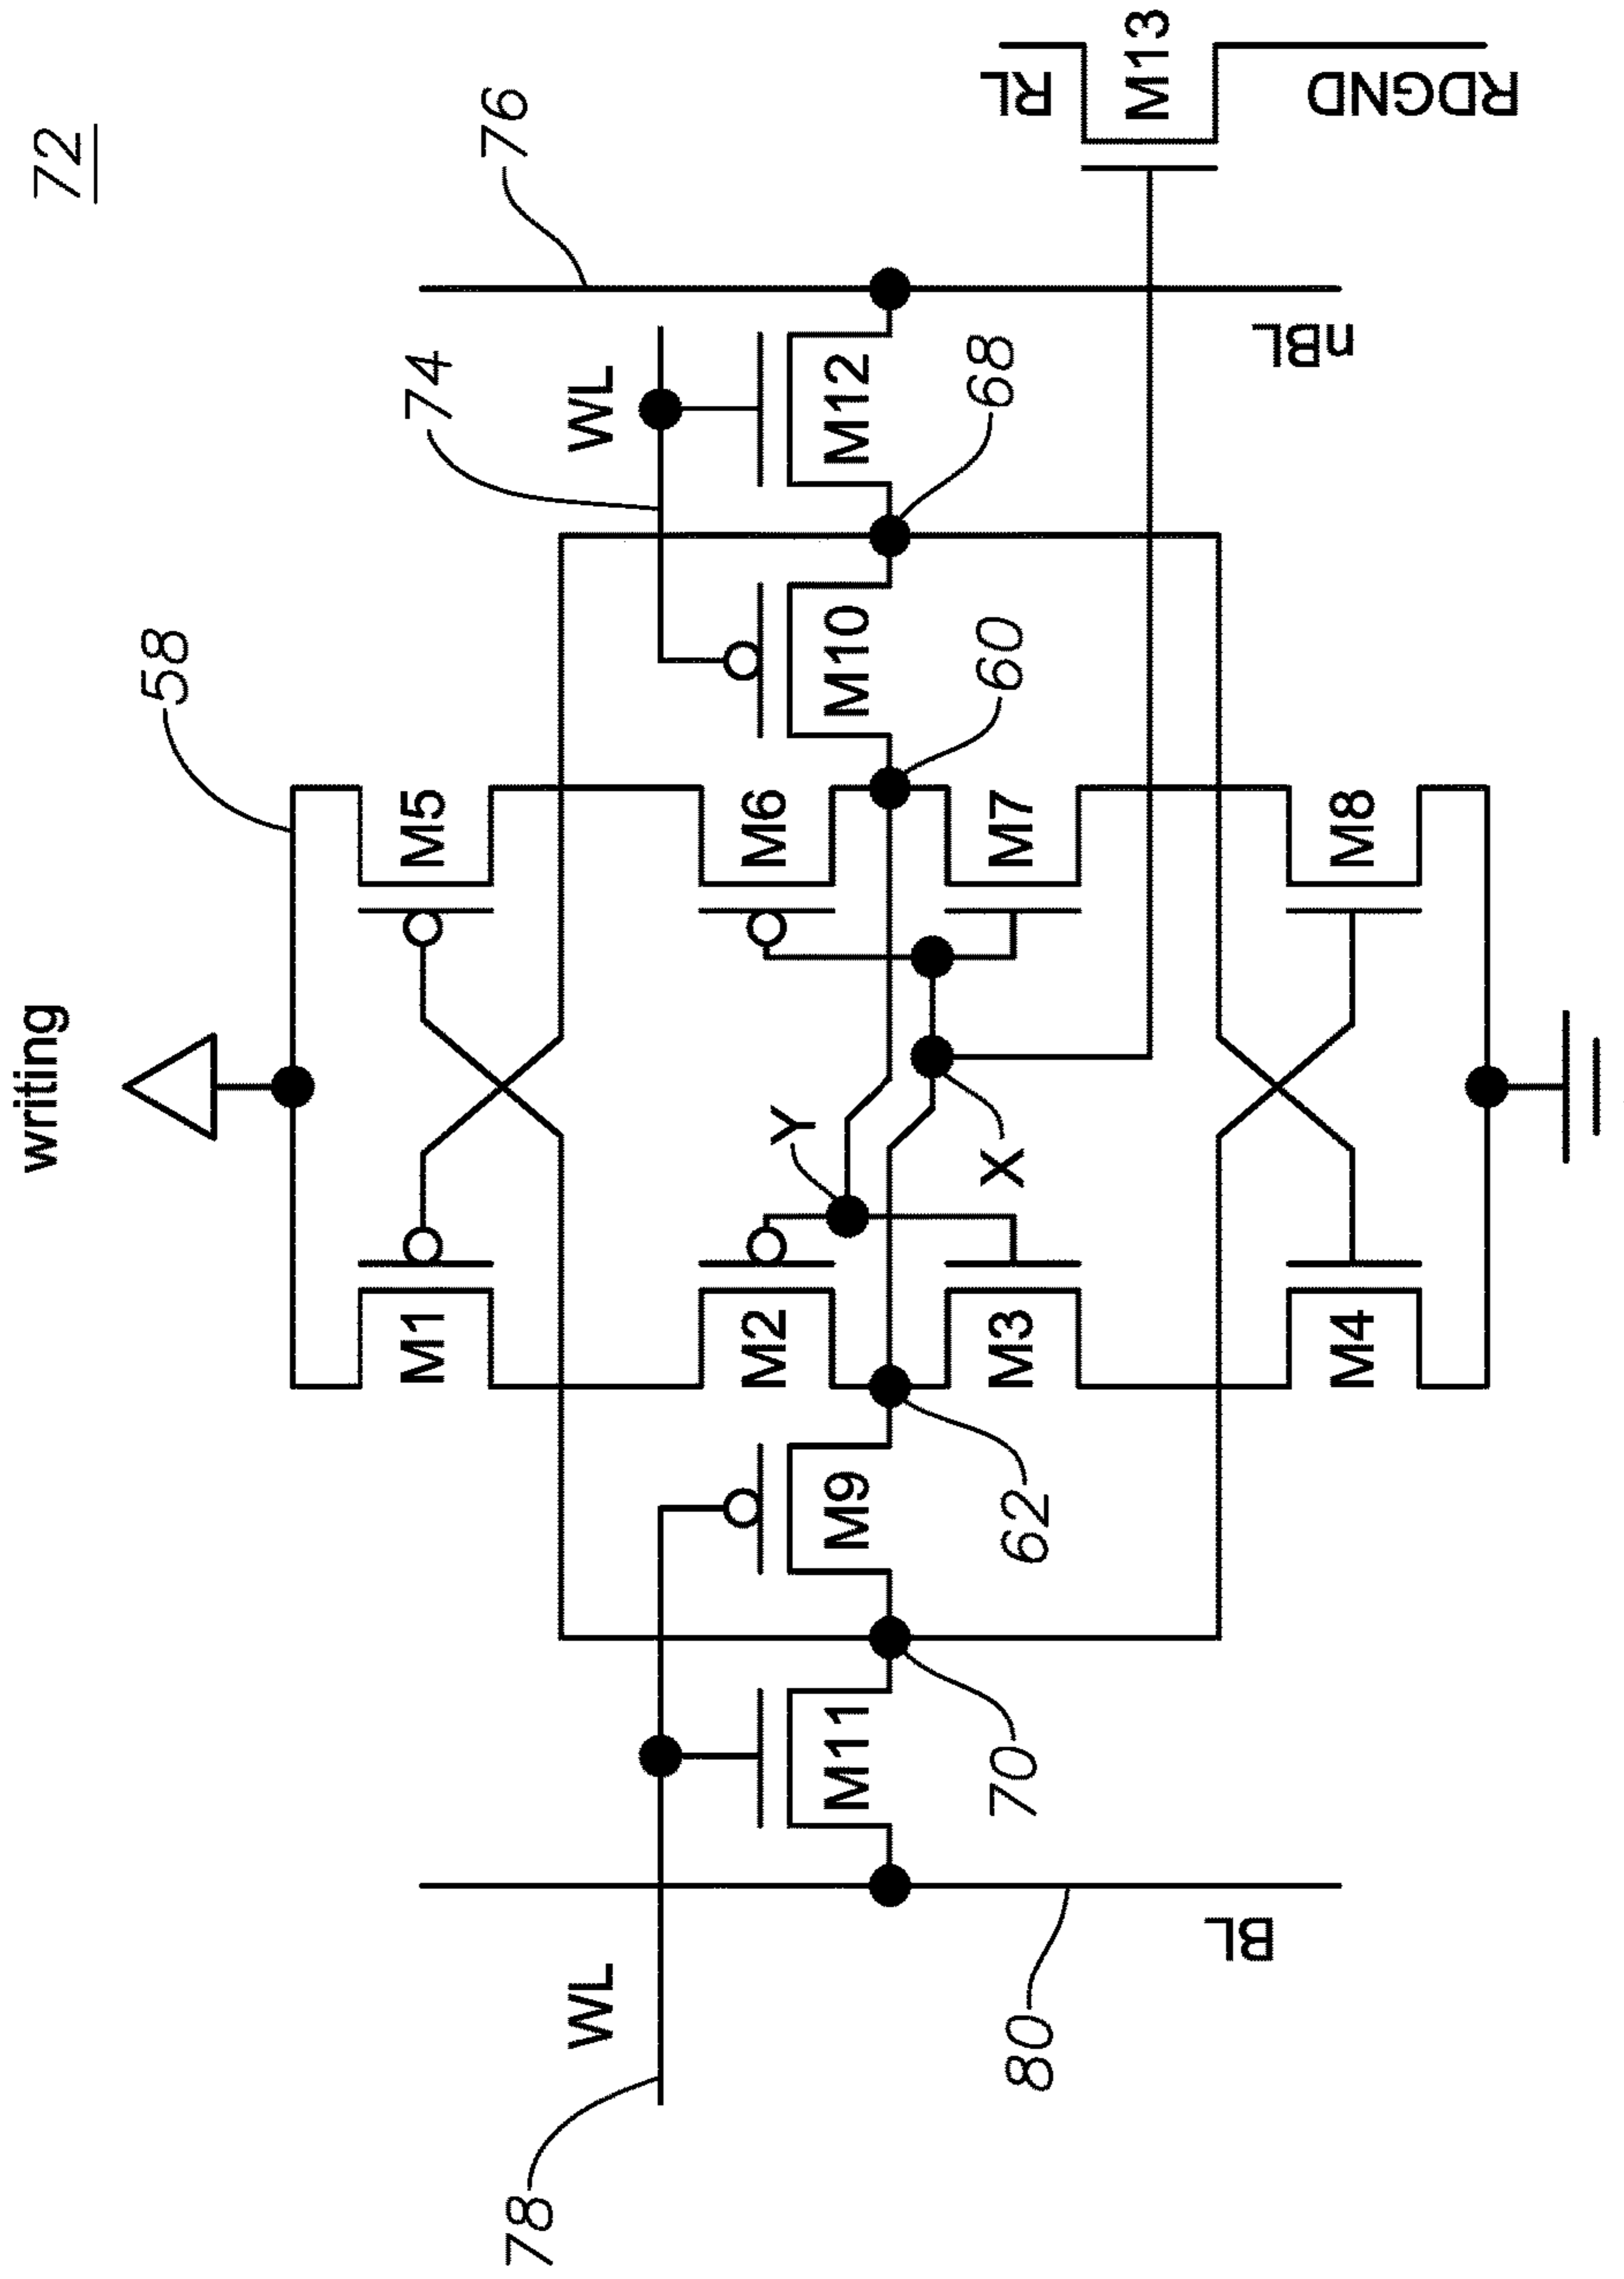 72
writing
58
76
74
WL
M5
M1
M6
M2
M10
M12
M9
M11
Y
X
M7
M3
M8
M4
60
68
62
70
WL
78
80
BL
nBL
RL
M13
RDGND